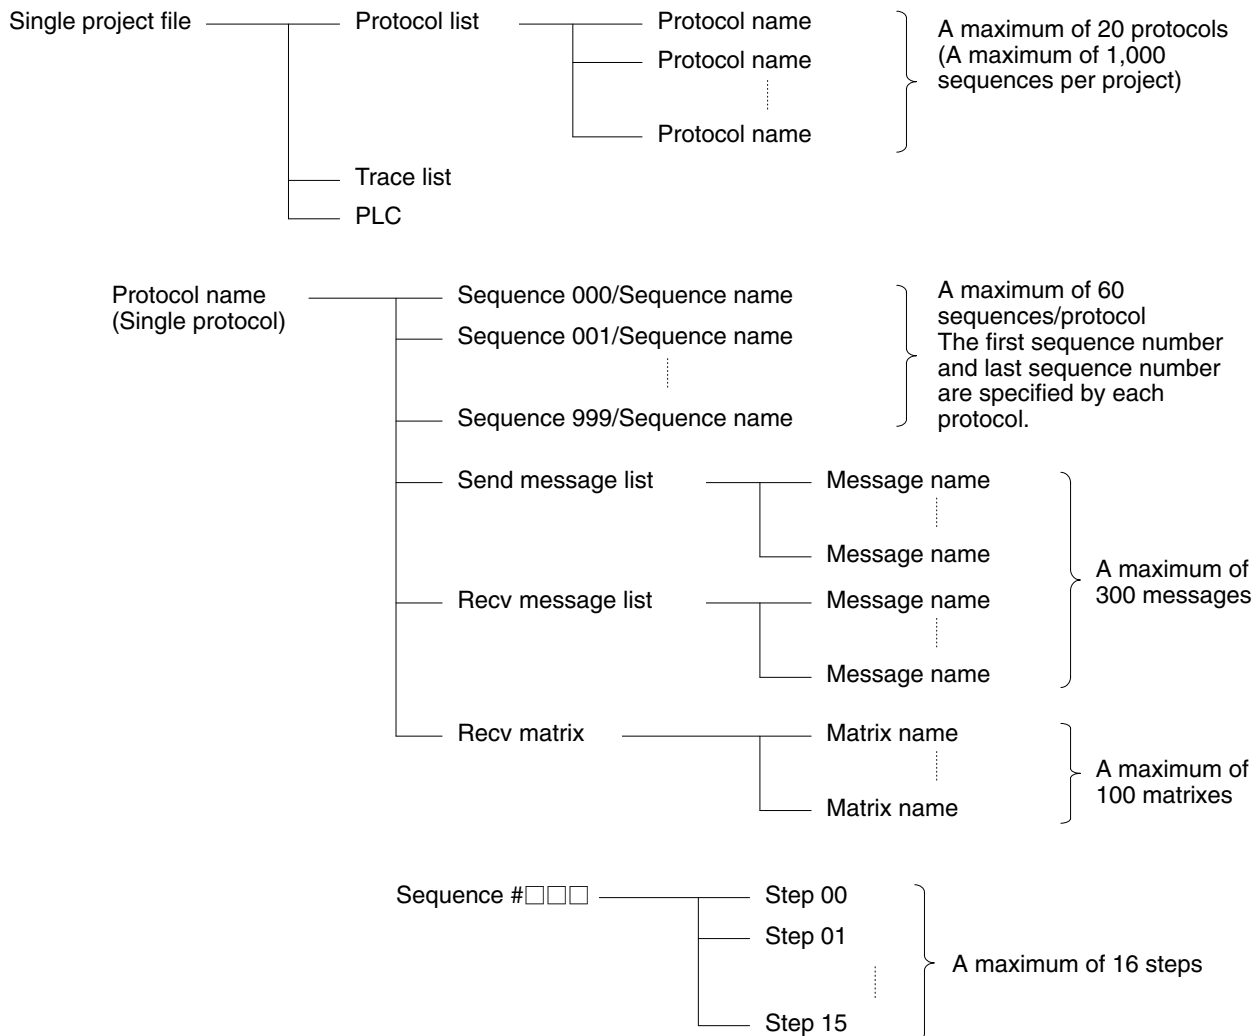 Single project file
Protocol list
Protocol name
Protocol name
Protocol name
A maximum of 20 protocols
(A maximum of 1,000
sequences per project)
Trace list
PLC
Protocol name
(Single protocol)
Sequence 000/Sequence name
Sequence 001/Sequence name
Sequence 999/Sequence name
A maximum of 60
sequences/protocol
The first sequence number
and last sequence number
are specified by each
protocol.
Send message list
Message name
Message name
Recv message list
Message name
Message name
A maximum of
300 messages
Recv matrix
Matrix name
Matrix name
A maximum of
100 matrixes
Sequence #□□□
Step 00
Step 01
Step 15
A maximum of 16 steps